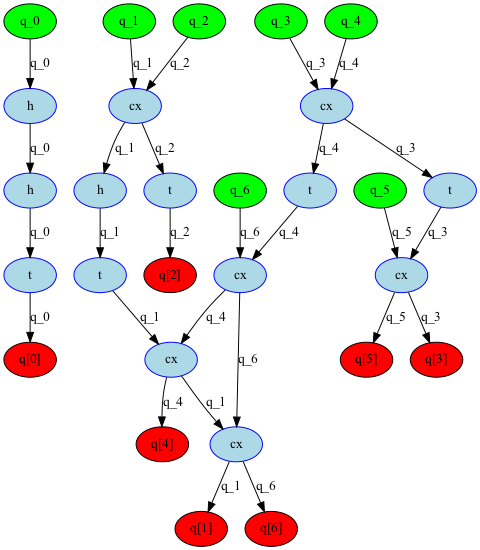 q_0 q_1 q_2 q_3 q_4
q_0 q_1 q_2 q_3 q_4
h cx cx
q_0 q_1 q_2 q_4 q_3
h h t q_6 t q_5 t
q_0 q_1 q_2 q_6 q_4 q_5 q_3
t t q[2] cx cx
q_0 q_1 q_4 q_6 q_5 q_3
q[0] cx q[5] q[3]
q_4 q_1
q[4] cx
q_1 q_6
q[1] q[6]